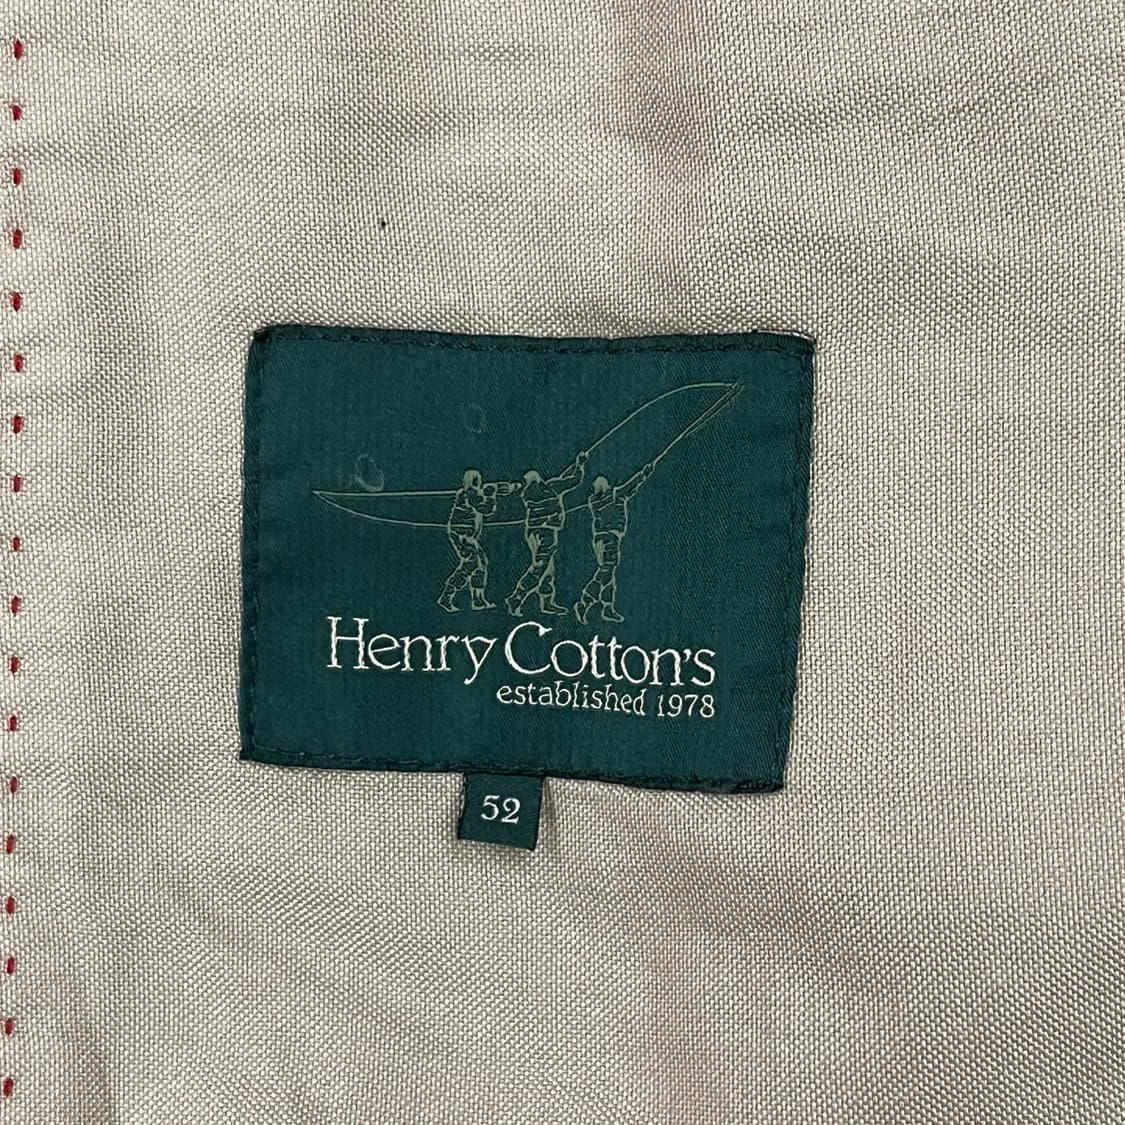 Henry Cotton's
established 1978
52